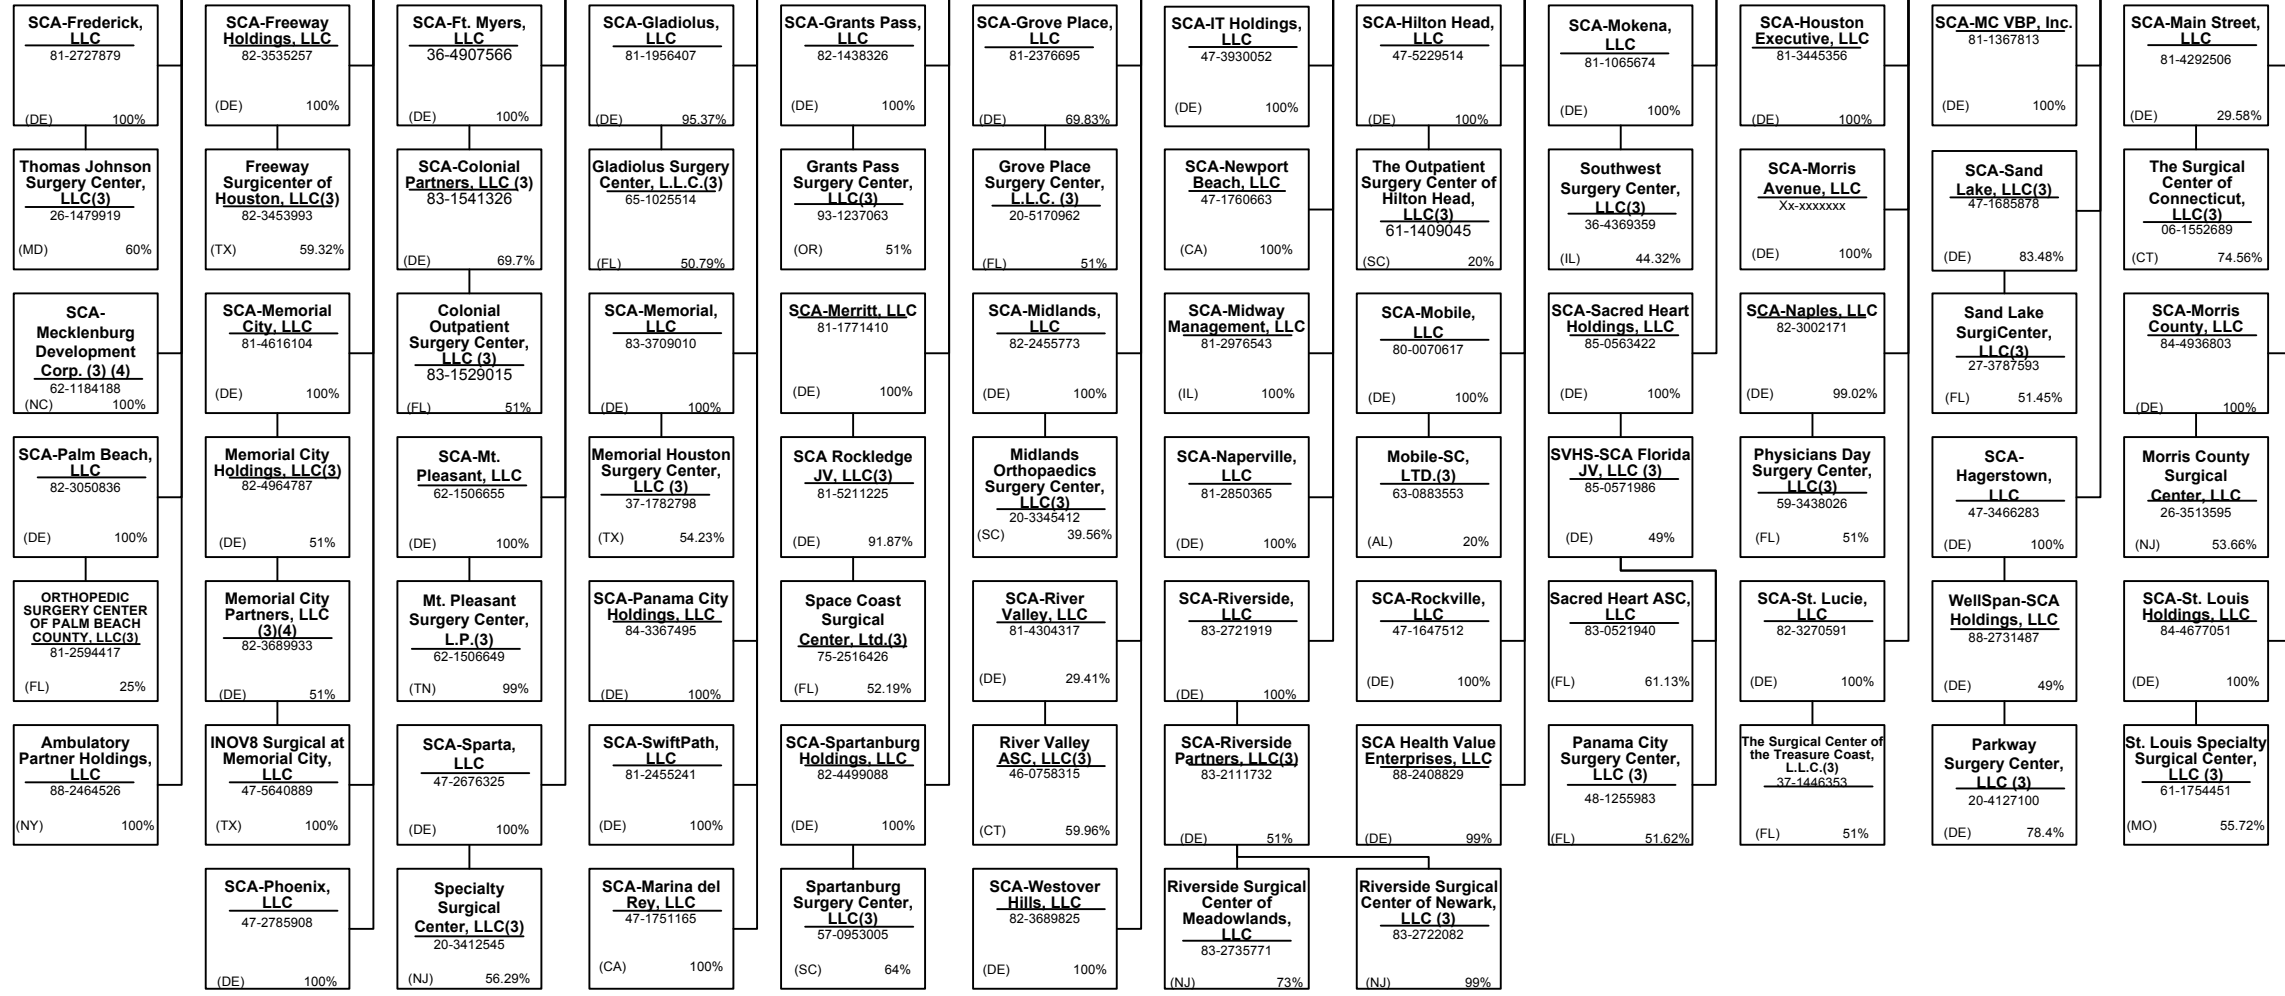 SCA-Frederick,
LLC
81-2727879
(DE) 100%
SCA-Freeway
Holdings, LLC
82-3535257
(DE) 100%
SCA-Ft. Myers,
LLC
36-4907566
(DE) 100%
SCA-Gladiolus,
LLC
81-1956407
(DE) 95.37%
SCA-Grants Pass,
LLC
82-1438326
(DE) 100%
SCA-Grove Place,
LLC
81-2376695
(DE) 69.83%
SCA-IT Holdings,
LLC
47-3930052
(DE) 100%
SCA-Hilton Head,
LLC
47-5229514
(DE) 100%
SCA-Mokena,
LLC
81-1065674
(DE) 100%
SCA-Houston
Executive, LLC
81-3445356
(DE) 100%
SCA-MC VBP, Inc.
81-1367813
(DE) 100%
SCA-Main Street,
LLC
81-4292506
(DE) 29.58%
Thomas Johnson
Surgery Center,
LLC(3)
26-1479919
(MD) 60%
Freeway
Surgicenter of
Houston, LLC(3)
82-3453993
(TX) 59.32%
SCA-Colonial
Partners, LLC (3)
83-1541326
(DE) 69.7%
Gladiolus Surgery
Center, L.L.C.(3)
65-1025514
(FL) 50.79%
Grants Pass
Surgery Center,
LLC(3)
93-1237063
(OR) 51%
Grove Place
Surgery Center,
L.L.C. (3)
20-5170962
(FL) 51%
SCA-Newport
Beach, LLC
47-1760663
(CA) 100%
The Outpatient
Surgery Center of
Hilton Head,
LLC(3)
61-1409045
(SC) 20%
Southwest
Surgery Center,
LLC(3)
36-4369359
(IL) 44.32%
SCA-Morris
Avenue, LLC
Xx-xxxxxxx
(DE) 100%
SCA-Sand
Lake, LLC(3)
47-1685878
(DE) 83.48%
The Surgical
Center of
Connecticut,
LLC(3)
06-1552689
(CT) 74.56%
SCA-
Mecklenburg
Development
Corp. (3) (4)
62-1184188
(NC) 100%
SCA-Memorial
City, LLC
81-4616104
(DE) 100%
Colonial
Outpatient
Surgery Center,
LLC (3)
83-1529015
(FL) 51%
SCA-Memorial,
LLC
83-3709010
(DE) 100%
SCA-Merritt, LLC
81-1771410
(DE) 100%
SCA-Midlands,
LLC
82-2455773
(DE) 100%
SCA-Midway
Management, LLC
81-2976543
(IL) 100%
SCA-Mobile,
LLC
80-0070617
(DE) 100%
SCA-Sacred Heart
Holdings, LLC
85-0563422
(DE) 100%
SCA-Naples, LLC
82-3002171
(DE) 99.02%
Sand Lake
SurgiCenter,
LLC(3)
27-3787593
(FL) 51.45%
SCA-Morris
County, LLC
84-4936803
(DE) 100%
SCA-Palm Beach,
LLC
82-3050836
(DE) 100%
Memorial City
Holdings, LLC(3)
82-4964787
(DE) 51%
SCA-Mt.
Pleasant, LLC
62-1506655
(DE) 100%
Memorial Houston
Surgery Center,
LLC (3)
37-1782798
(TX) 54.23%
SCA Rockledge
JV, LLC(3)
81-5211225
(DE) 91.87%
Midlands
Orthopaedics
Surgery Center,
LLC(3)
20-3345412
(SC) 39.56%
SCA-Naperville,
LLC
81-2850365
(DE) 100%
Mobile-SC,
LTD.(3)
63-0883553
(AL) 20%
SVHS-SCA Florida
JV, LLC (3)
85-0571986
(DE) 49%
Physicians Day
Surgery Center,
LLC(3)
59-3438026
(FL) 51%
SCA-
Hagerstown,
LLC
47-3466283
(DE) 100%
Morris County
Surgical
Center, LLC
26-3513595
(NJ) 53.66%
ORTHOPEDIC
SURGERY CENTER
OF PALM BEACH
COUNTY, LLC(3)
81-2594417
(FL) 25%
Memorial City
Partners, LLC
(3)(4)
82-3689933
(DE) 51%
Mt. Pleasant
Surgery Center,
L.P.(3)
62-1506649
(TN) 99%
SCA-Panama City
Holdings, LLC
84-3367495
(DE) 100%
Space Coast
Surgical
Center, Ltd.(3)
75-2516426
(FL) 52.19%
SCA-River
Valley, LLC
81-4304317
(DE) 29.41%
SCA-Riverside,
LLC
83-2721919
(DE) 100%
SCA-Rockville,
LLC
47-1647512
(DE) 100%
Sacred Heart ASC,
LLC
83-0521940
(FL) 61.13%
SCA-St. Lucie,
LLC
82-3270591
(DE) 100%
WellSpan-SCA
Holdings, LLC
88-2731487
(DE) 49%
SCA-St. Louis
Holdings, LLC
84-4677051
(DE) 100%
Ambulatory
Partner Holdings,
LLC
88-2464526
(NY) 100%
INOV8 Surgical at
Memorial City,
LLC
47-5640889
(TX) 100%
SCA-Sparta,
LLC
47-2676325
(DE) 100%
SCA-SwiftPath,
LLC
81-2455241
(DE) 100%
SCA-Spartanburg
Holdings, LLC
82-4499088
(DE) 100%
River Valley
ASC, LLC(3)
46-0758315
(CT) 59.96%
SCA-Riverside
Partners, LLC(3)
83-2111732
(DE) 51%
SCA Health Value
Enterprises, LLC
88-2408829
(DE) 99%
Panama City
Surgery Center,
LLC (3)
48-1255983
(FL) 51.62%
The Surgical Center of
the Treasure Coast,
L.L.C.(3)
37-1446353
(FL) 51%
Parkway
Surgery Center,
LLC (3)
20-4127100
(DE) 78.4%
St. Louis Specialty
Surgical Center,
LLC (3)
61-1754451
(MO) 55.72%
SCA-Phoenix,
LLC
47-2785908
(DE) 100%
Specialty
Surgical
Center, LLC(3)
20-3412545
(NJ) 56.29%
SCA-Marina del
Rey, LLC
47-1751165
(CA) 100%
Spartanburg
Surgery Center,
LLC(3)
57-0953005
(SC) 64%
SCA-Westover
Hills, LLC
82-3689825
(DE) 100%
Riverside Surgical
Center of
Meadowlands,
LLC
83-2735771
(NJ) 73%
Riverside Surgical
Center of Newark,
LLC (3)
83-2722082
(NJ) 99%